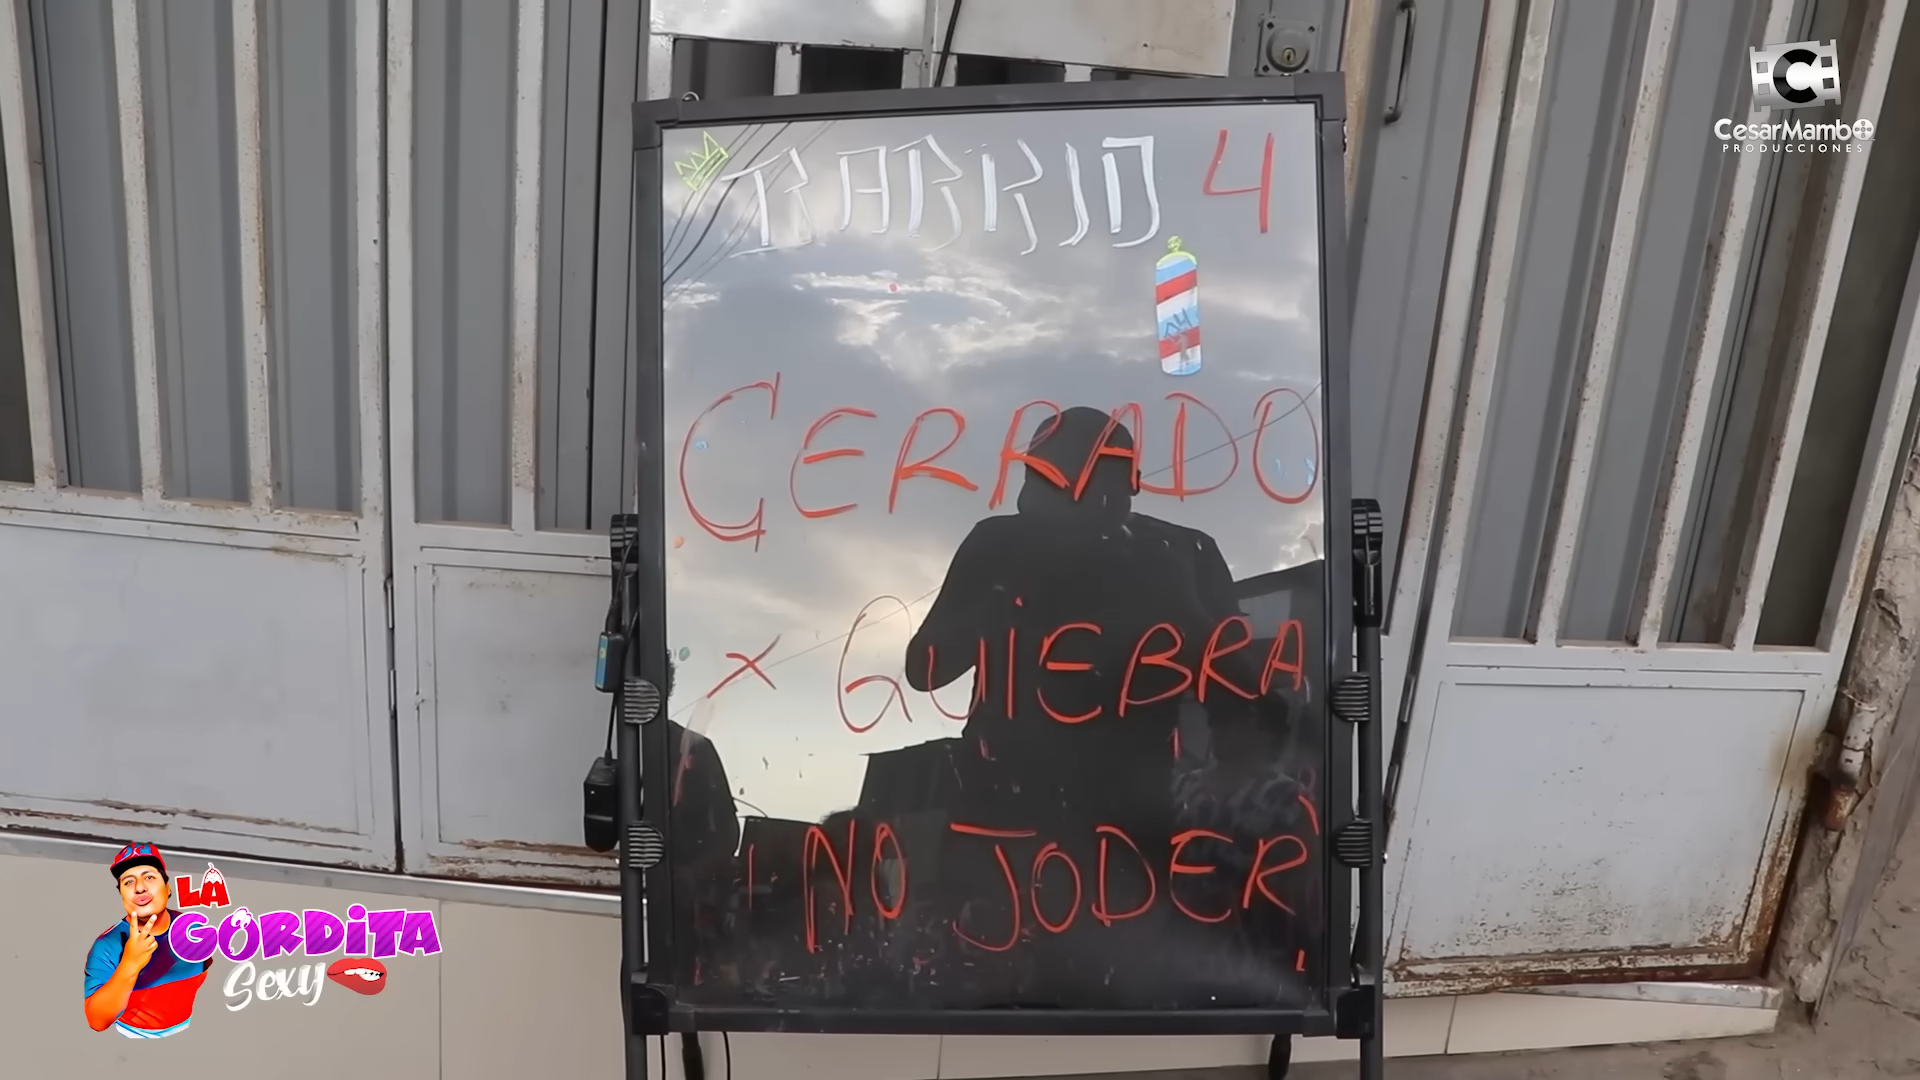 BARRIO 4
CERRADO
X QUIEBRA
NO JODER
C
CESARMAMBO
PRODUCCIONES
LA
GORDITA
Sexy